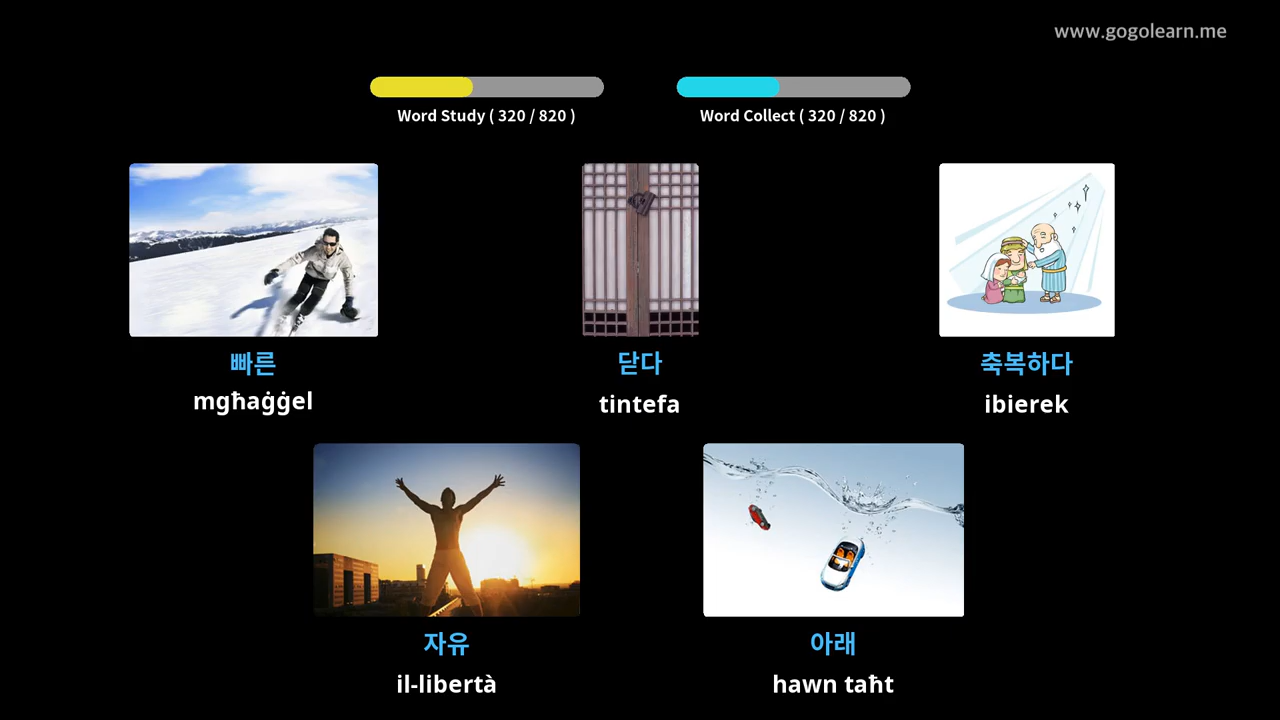 www.gogolearn.me
Word Study ( 320 / 820 )
Word Collect ( 320 / 820 )
빠른
mgħaġġel
닫다
tintefa
축복하다
ibierek
자유
il-libertà
아래
hawn taħt